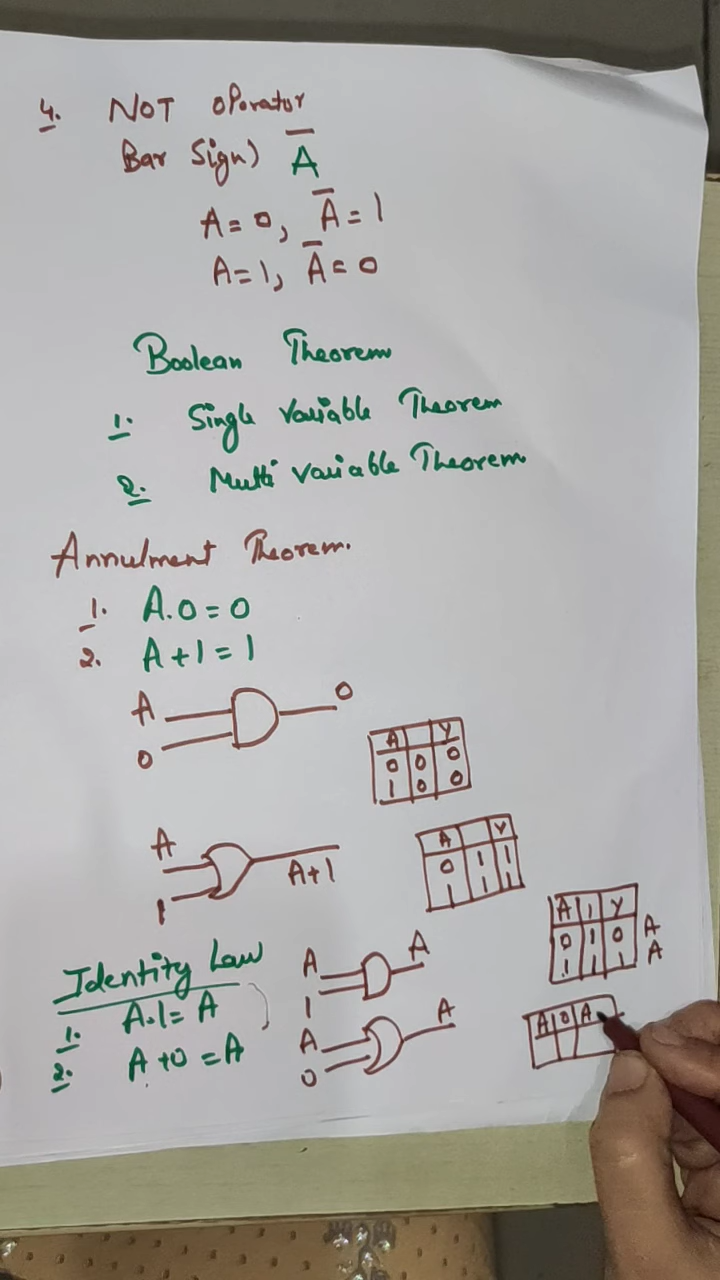 4. NOT operator
Bar Sign) A̅
A = 0, A̅ = 1
A = 1, A̅ = 0
Boolean Theorem
1. Single Variable Theorem
2. Multi Variable Theorem
Annulment Theorem.
1. A.0 = 0
2. A + 1 = 1
A 0
0
A Y
0 0 0
1 0 0
A
A+1
1
A Y
0 1 1
1 1 1
Identity Law
1. A.1 = A
2. A + 0 = A
A A
1
A A
0
A 1 Y
0 1 0 A
1 1 1 A
A 0 A